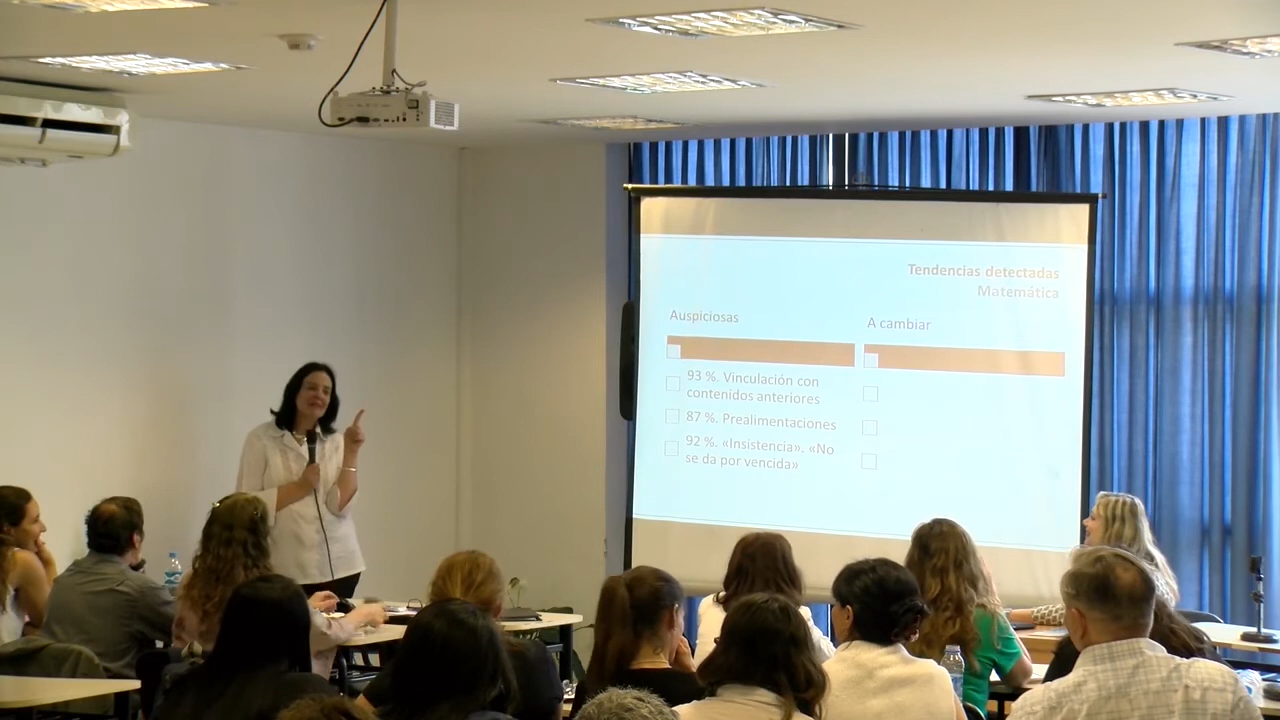 Tendencias detectadas
Matemática
Auspiciosas
A cambiar
93 %. Vinculación con
contenidos anteriores
87 %. Prealimentaciones
92 %. «Insistencia». «No
se da por vencida»